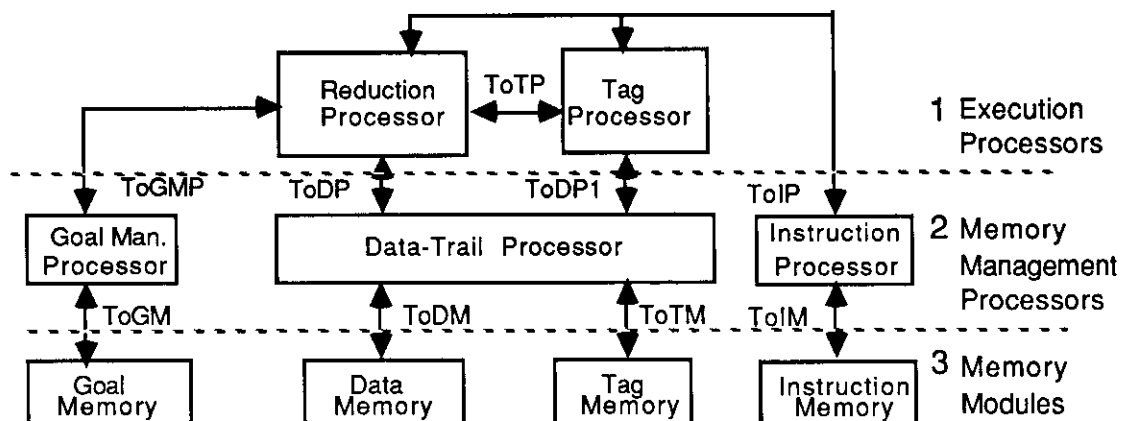 Reduction
Processor
ToTP
Tag
Processor
1 Execution
Processors
ToGMP
ToDP
ToDP1
ToIP
Goal Man.
Processor
Data-Trail Processor
Instruction
Processor
2 Memory
Management
Processors
ToGM
ToDM
ToTM
ToIM
Goal
Memory
Data
Memory
Tag
Memory
Instruction
Memory
3 Memory
Modules